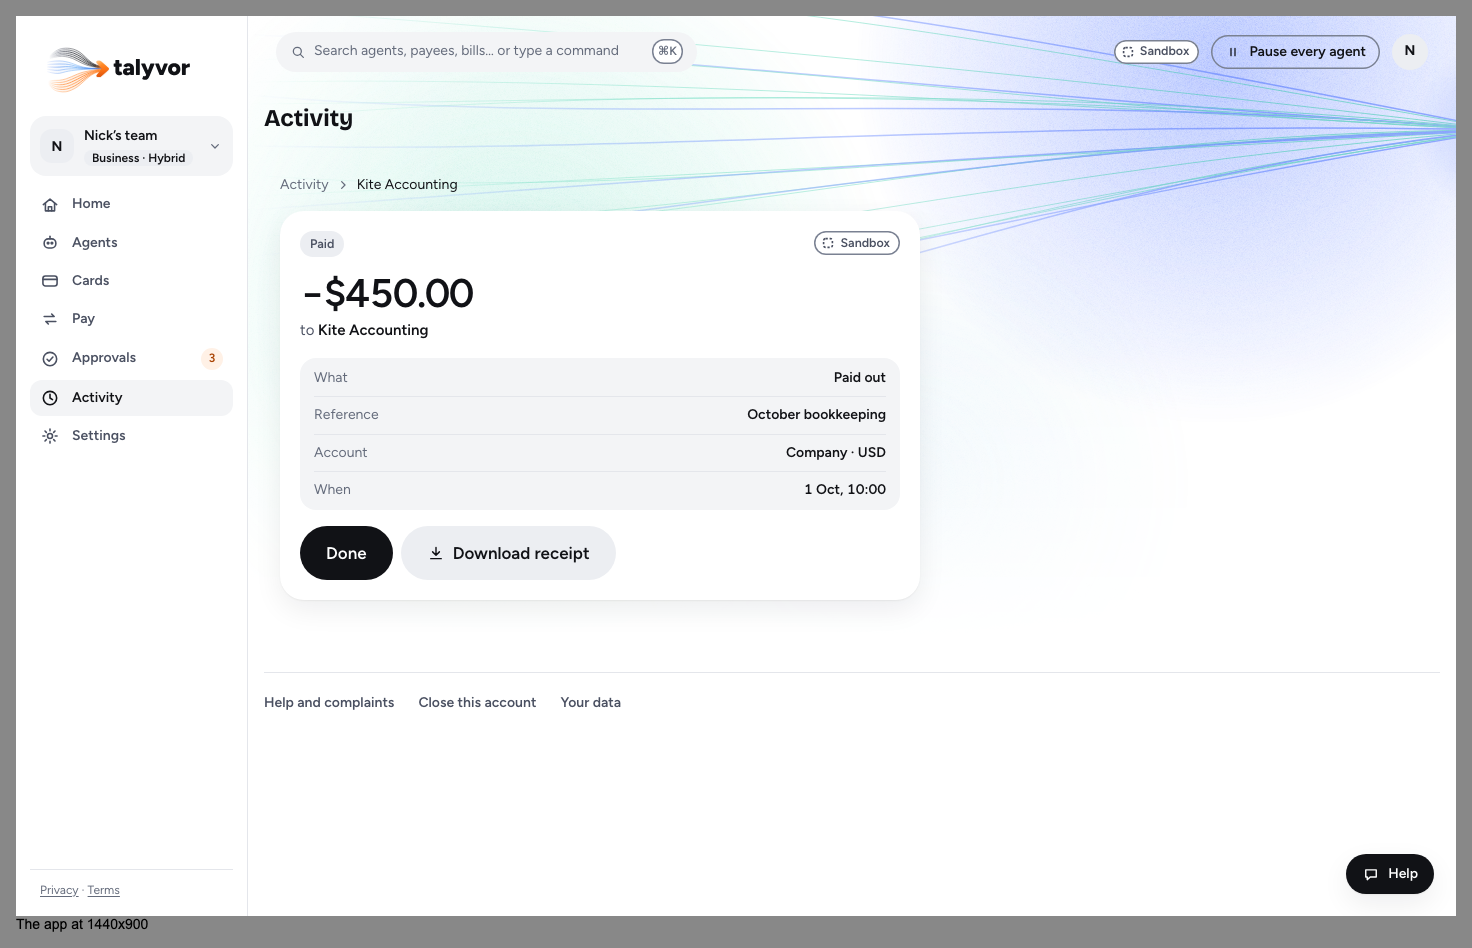 talyvor
Search agents, payees, bills... or type a command
⌘K
Sandbox
Pause every agent
N
N
Nick's team
Business · Hybrid
Home
Agents
Cards
Pay
Approvals
3
Activity
Settings
Privacy · Terms
Activity
Activity > Kite Accounting
Paid
Sandbox
−$450.00
to Kite Accounting
What
Paid out
Reference
October bookkeeping
Account
Company · USD
When
1 Oct, 10:00
Done
Download receipt
Help and complaints
Close this account
Your data
Help
The app at 1440x900